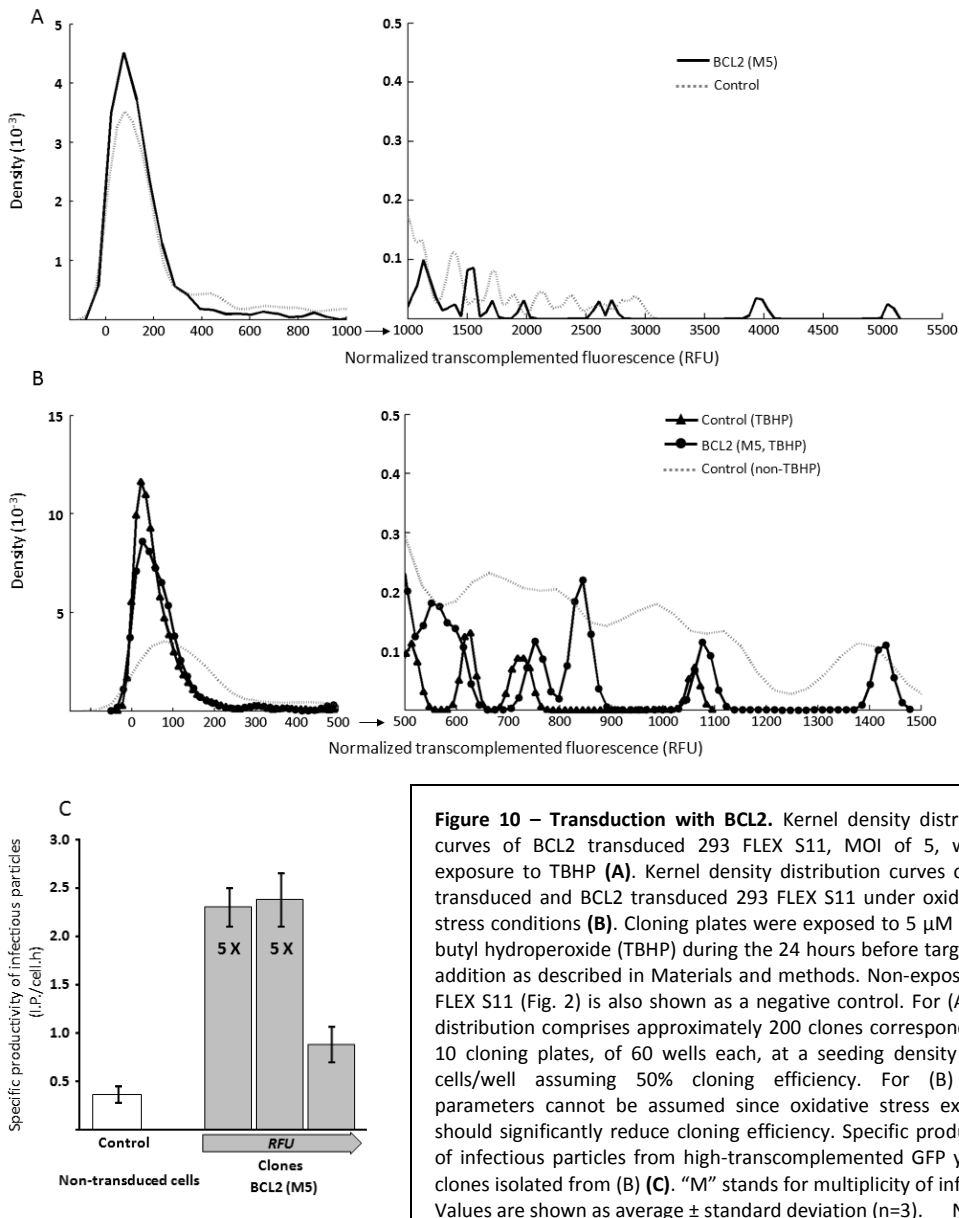 A
5
4
3
2
1
Density (10-3)
0 200 400 600 800 1000
0.5
0.4
0.3
0.2
0.1
BCL2 (M5)
Control
1000 1500 2000 2500 3000 3500 4000 4500 5000 5500
Normalized transcomplemented fluorescence (RFU)
B
15
10
5
Density (10-3)
0 100 200 300 400 500
0.5
0.4
0.3
0.2
0.1
Control (TBHP)
BCL2 (M5, TBHP)
Control (non-TBHP)
500 600 700 800 900 1000 1100 1200 1300 1400 1500
Normalized transcomplemented fluorescence (RFU)
C
Specific productivity of infectious particles
(I.P./cell.h)
3.0
2.5
2.0
1.5
1.0
0.5
5 X 5 X
Control
RFU
Non-transduced cells
Clones
BCL2 (M5)
Figure 10 – Transduction with BCL2. Kernel density distr
curves of BCL2 transduced 293 FLEX S11, MOI of 5, w
exposure to TBHP (A). Kernel density distribution curves o
transduced and BCL2 transduced 293 FLEX S11 under oxid
stress conditions (B). Cloning plates were exposed to 5 µM
butyl hydroperoxide (TBHP) during the 24 hours before targ
addition as described in Materials and methods. Non-expos
FLEX S11 (Fig. 2) is also shown as a negative control. For (A
distribution comprises approximately 200 clones correspon
10 cloning plates, of 60 wells each, at a seeding density
cells/well assuming 50% cloning efficiency. For (B)
parameters cannot be assumed since oxidative stress ex
should significantly reduce cloning efficiency. Specific produ
of infectious particles from high-transcomplemented GFP y
clones isolated from (B) (C). "M" stands for multiplicity of inf
Values are shown as average ± standard deviation (n=3). N